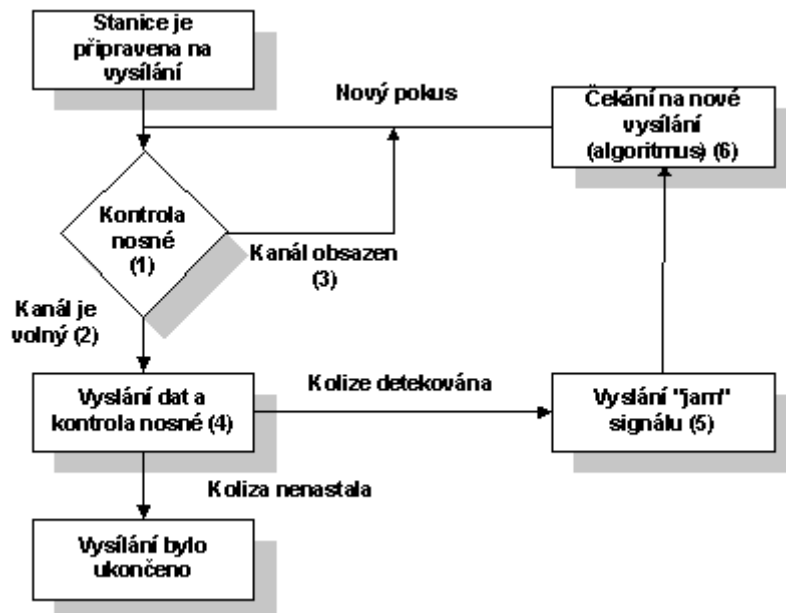 Stanice je
připravena na
vysílání
Nový pokus
Čekání na nové
vysílání
(algoritmus) (6)
Kontrola
nosné
(1)
Kanál obsazen
(3)
Kanál je
volný (2)
Vyslání dat a
kontrola nosné (4)
Kolize detekována
Vyslání "jam"
signálu (5)
Koliza nenastala
Vysílání bylo
ukončeno